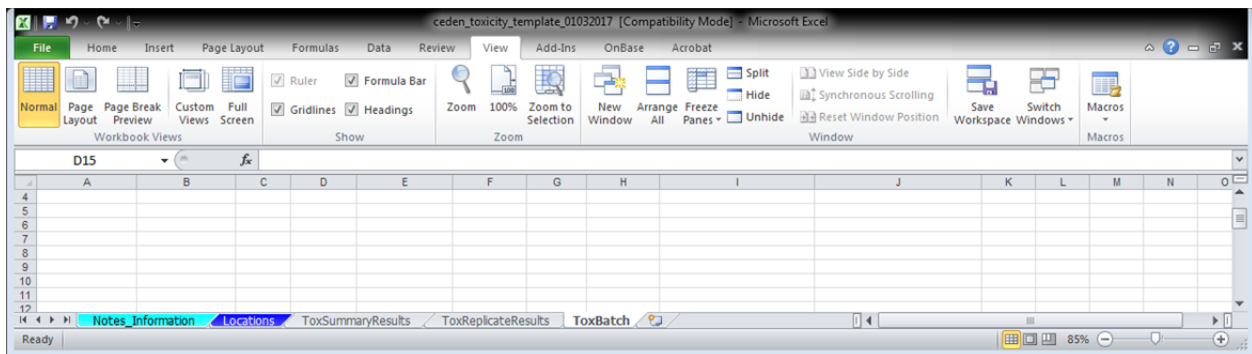 ceden_toxicity_template_01032017 [Compatibility Mode] - Microsoft Excel
File Home Insert Page Layout Formulas Data Review View Add-Ins OnBase Acrobat
Normal Page Layout Page Break Preview Custom Views Full Screen
Workbook Views
Ruler Formula Bar
Gridlines Headings
Show
Zoom 100% Zoom to Selection
Zoom
New Window Arrange All Freeze Panes
Split
Hide
Unhide
View Side by Side
Synchronous Scrolling
Reset Window Position
Save Workspace Switch Windows
Window
Macros
Macros
D15 fx
A B C D E F G H I J K L M N O
4
5
6
7
8
9
10
11
12
Notes_Information Locations ToxSummaryResults ToxReplicateResults ToxBatch
Ready 85%